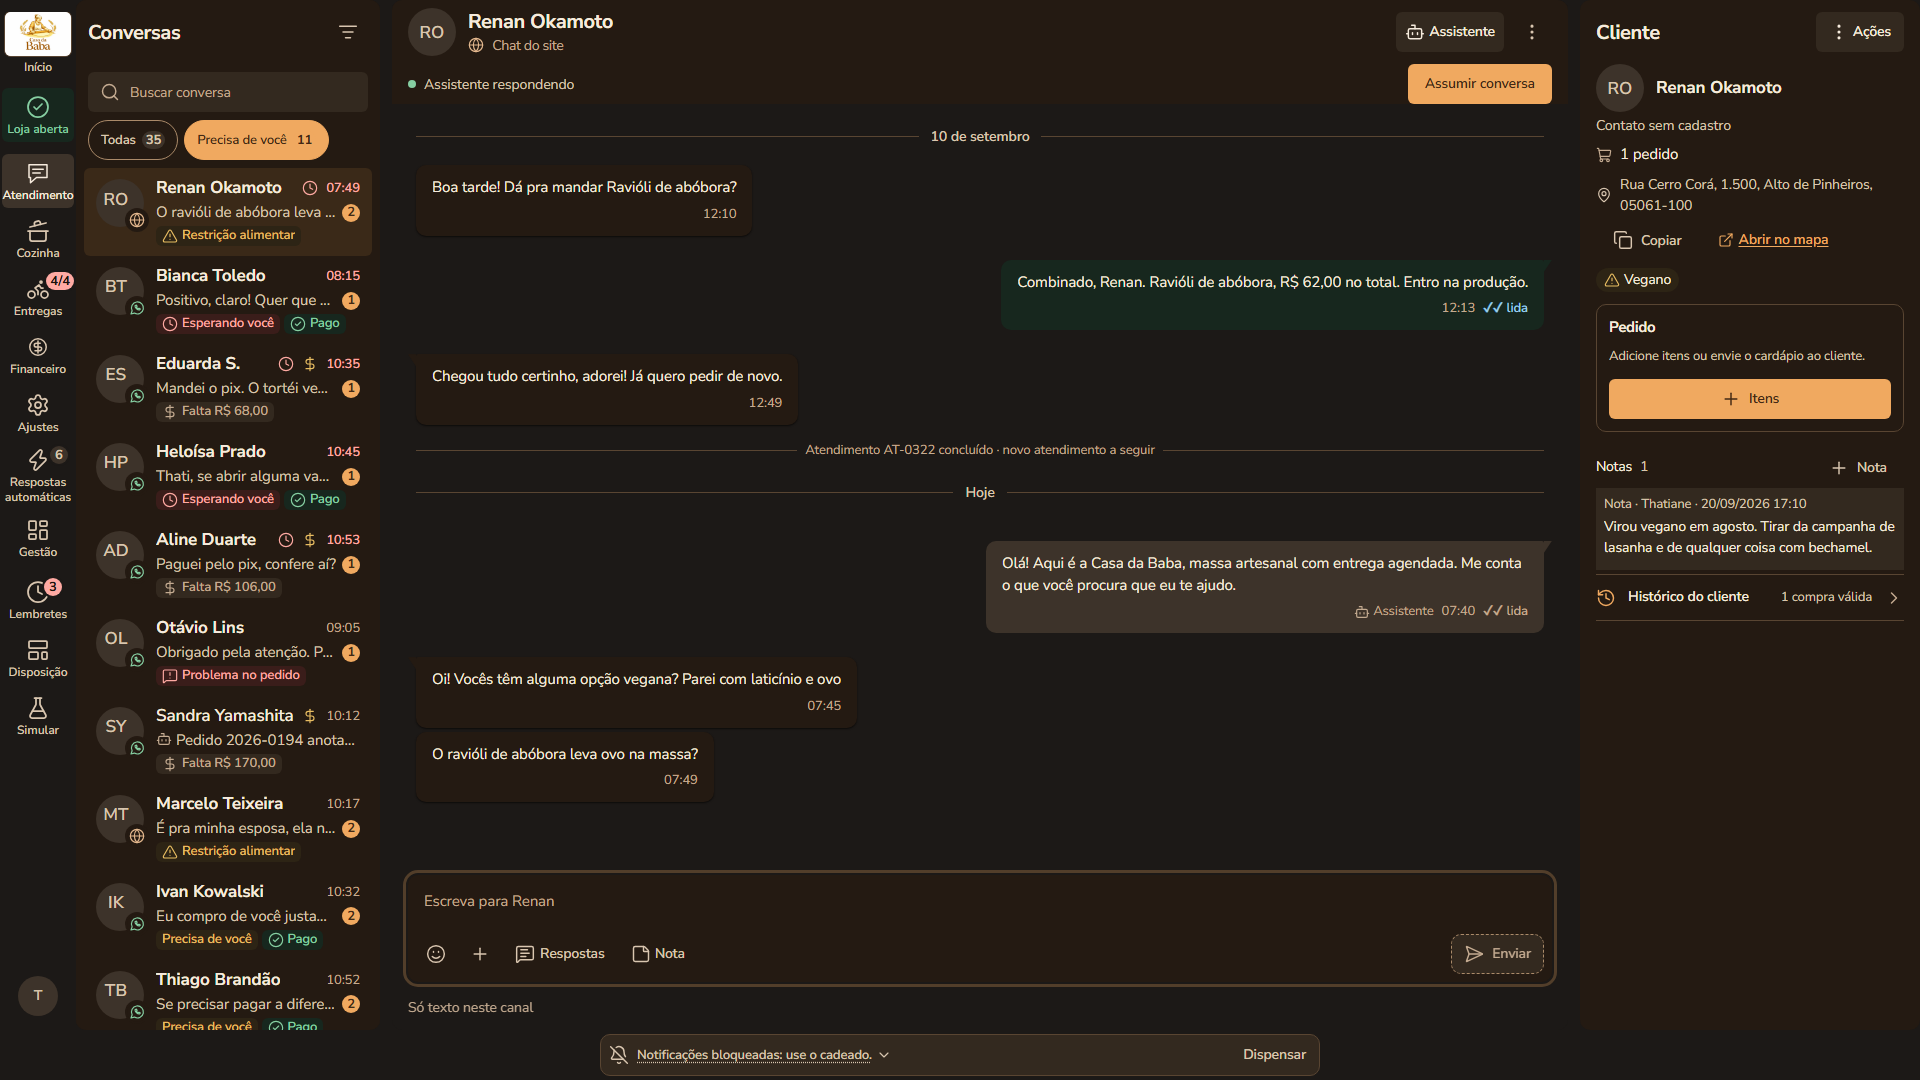 Casa da
Baba
Início
Loja aberta
Atendimento
Cozinha
4/4
Entregas
Financeiro
Ajustes
6
Respostas
automáticas
Gestão
3
Lembretes
Disposição
Simular
T
Conversas
Buscar conversa
Todas 35
Precisa de você 11
RO
Renan Okamoto 07:49
O ravióli de abóbora leva ... 2
Restrição alimentar
BT
Bianca Toledo 08:15
Positivo, claro! Quer que ... 1
Esperando você Pago
ES
Eduarda S. 10:35
Mandei o pix. O tortéi ve... 1
Falta R$ 68,00
HP
Heloísa Prado 10:45
Thati, se abrir alguma va... 1
Esperando você Pago
AD
Aline Duarte 10:53
Paguei pelo pix, confere aí? 1
Falta R$ 106,00
OL
Otávio Lins 09:05
Obrigado pela atenção. P... 1
Problema no pedido
SY
Sandra Yamashita 10:12
Pedido 2026-0194 anota...
Falta R$ 170,00
MT
Marcelo Teixeira 10:17
É pra minha esposa, ela n... 2
Restrição alimentar
IK
Ivan Kowalski 10:32
Eu compro de você justa... 2
Precisa de você Pago
TB
Thiago Brandão 10:52
Se precisar pagar a difere... 2
Precisa de você Pago
RO
Renan Okamoto
Chat do site
Assistente
Assistente respondendo
Assumir conversa
10 de setembro
Boa tarde! Dá pra mandar Ravióli de abóbora?
12:10
Combinado, Renan. Ravióli de abóbora, R$ 62,00 no total. Entro na produção.
12:13 lida
Chegou tudo certinho, adorei! Já quero pedir de novo.
12:49
Atendimento AT-0322 concluído · novo atendimento a seguir
Hoje
Olá! Aqui é a Casa da Baba, massa artesanal com entrega agendada. Me conta
o que você procura que eu te ajudo.
Assistente 07:40 lida
Oi! Vocês têm alguma opção vegana? Parei com laticínio e ovo
07:45
O ravióli de abóbora leva ovo na massa?
07:49
Escreva para Renan
Respostas
Nota
Enviar
Só texto neste canal
Notificações bloqueadas: use o cadeado.
Dispensar
Cliente
Ações
RO
Renan Okamoto
Contato sem cadastro
1 pedido
Rua Cerro Corá, 1.500, Alto de Pinheiros,
05061-100
Copiar
Abrir no mapa
Vegano
Pedido
Adicione itens ou envie o cardápio ao cliente.
Itens
Notas 1
Nota
Nota · Thatiane · 20/09/2026 17:10
Virou vegano em agosto. Tirar da campanha de
lasanha e de qualquer coisa com bechamel.
Histórico do cliente
1 compra válida